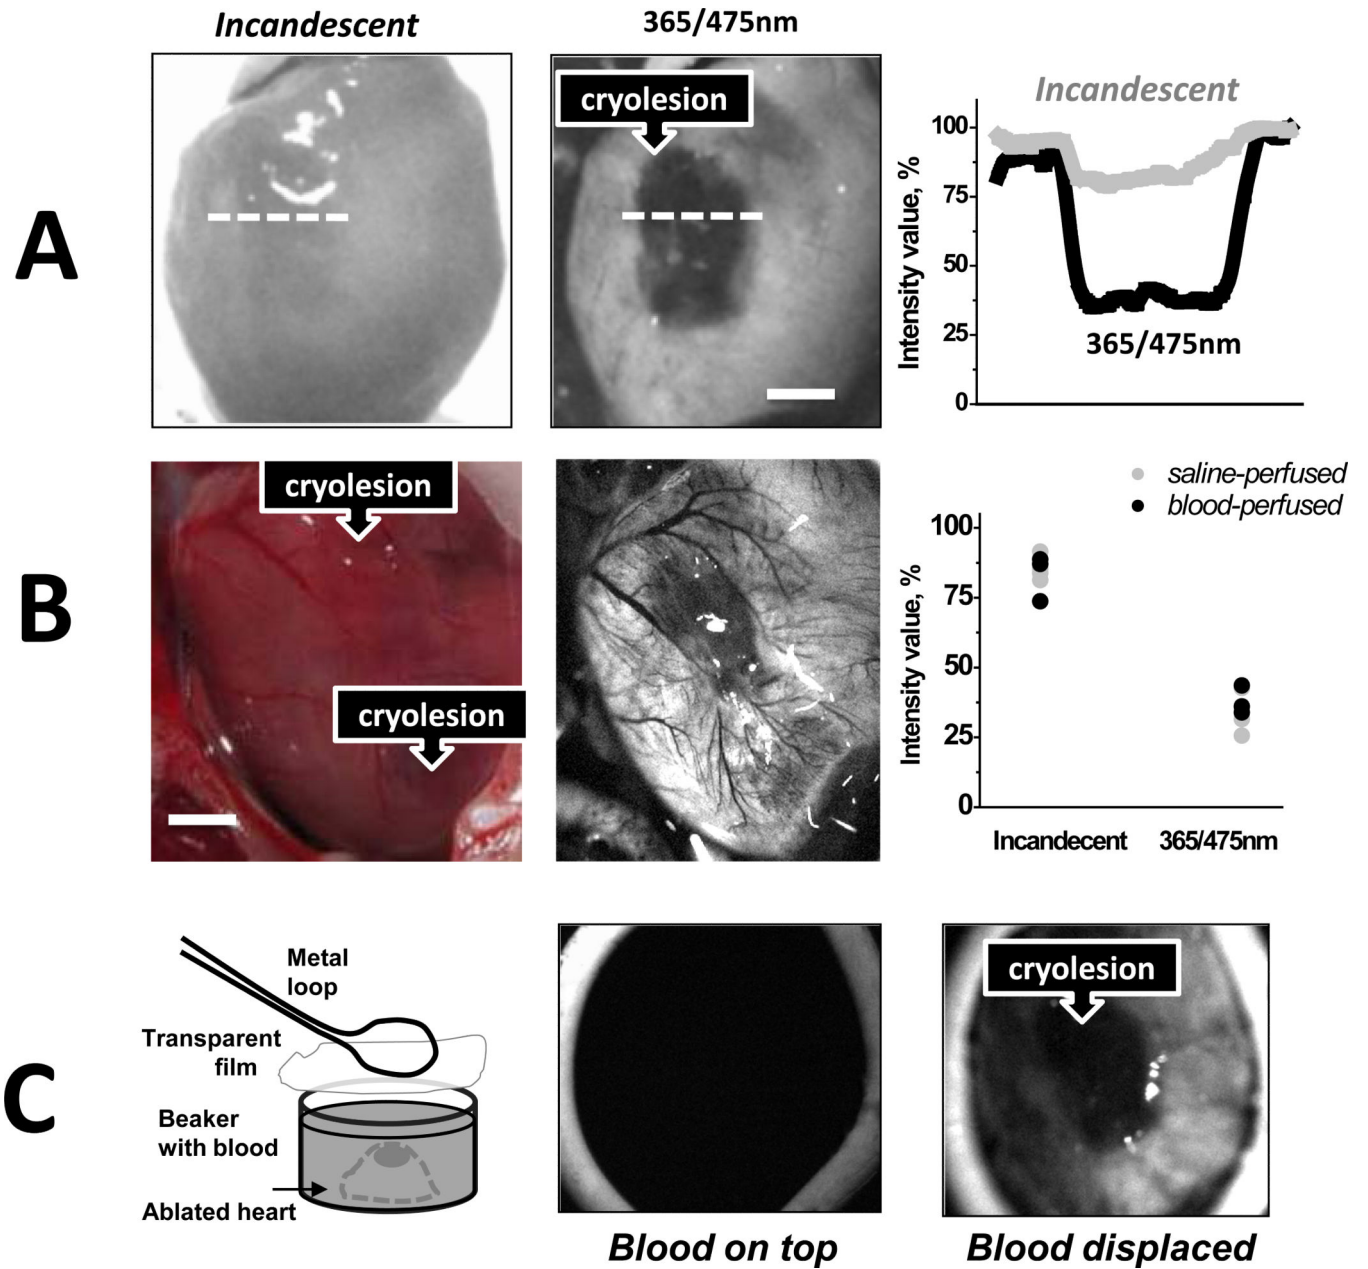 Incandescent
365/475nm
A
cryolesion
Incandescent
Intensity value, %
100
75
50
25
0
365/475nm
B
cryolesion
cryolesion
saline-perfused
blood-perfused
Intensity value, %
100
75
50
25
0
Incandecent
365/475nm
C
Metal
loop
Transparent
film
Beaker
with blood
Ablated heart
cryolesion
Blood on top
Blood displaced